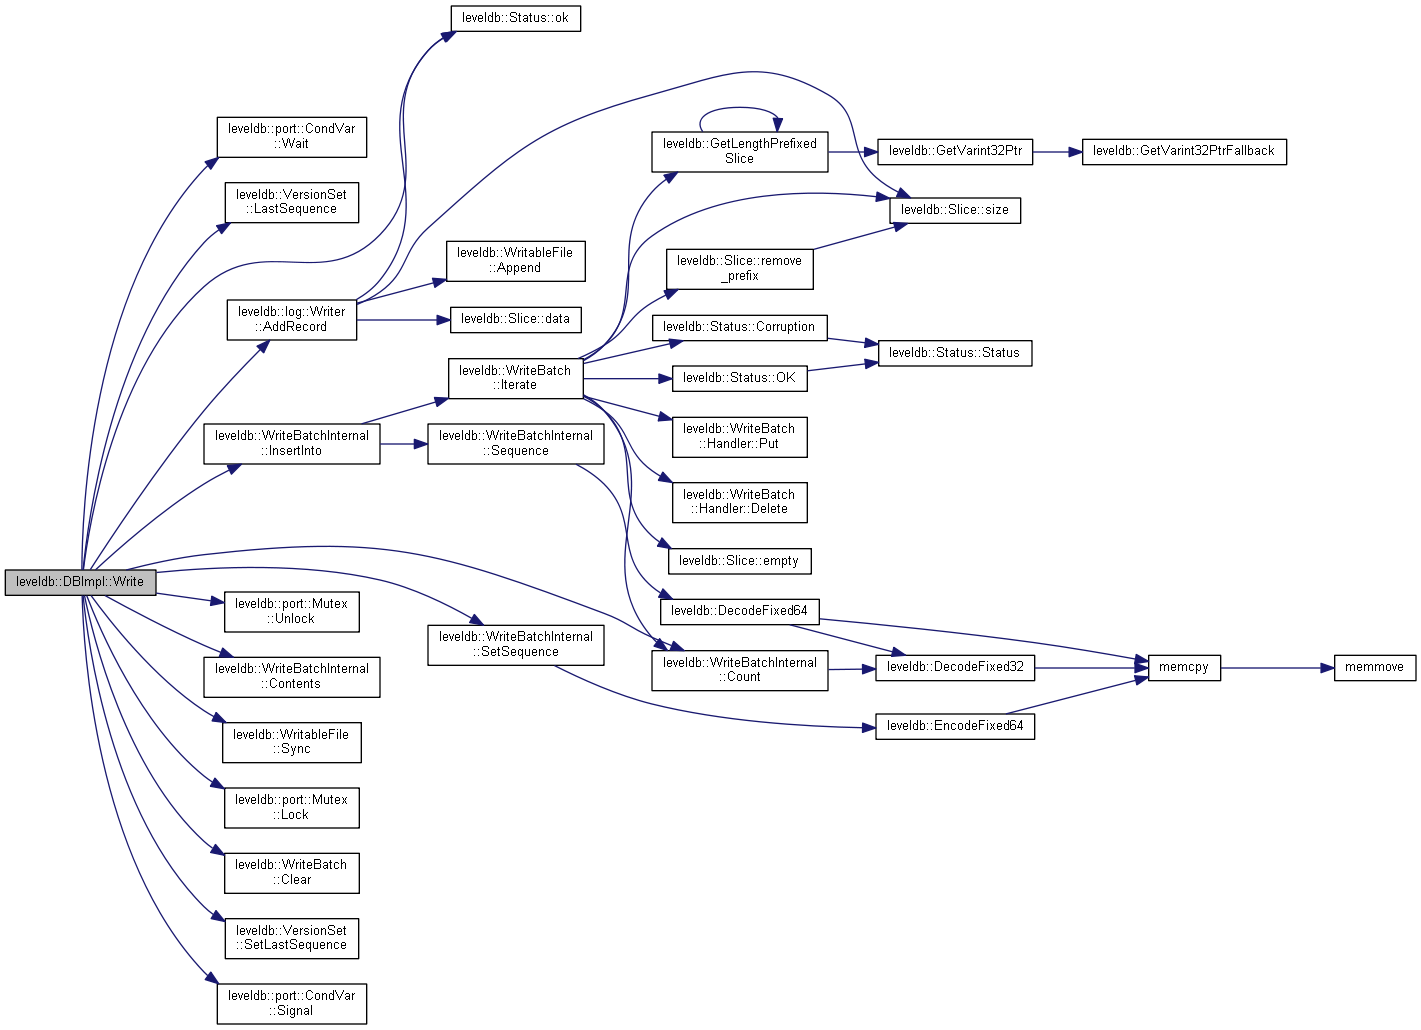 leveldb::DBImpl::Write
leveldb::port::CondVar
::Wait
leveldb::VersionSet
::LastSequence
leveldb::Status::ok
leveldb::log::Writer
::AddRecord
leveldb::WritableFile
::Append
leveldb::Slice::data
leveldb::WriteBatchInternal
::InsertInto
leveldb::WriteBatch
::Iterate
leveldb::WriteBatchInternal
::Sequence
leveldb::GetLengthPrefixed
Slice
leveldb::GetVarint32Ptr
leveldb::GetVarint32PtrFallback
leveldb::Slice::size
leveldb::Slice::remove
_prefix
leveldb::Status::Corruption
leveldb::Status::Status
leveldb::Status::OK
leveldb::WriteBatch
::Handler::Put
leveldb::WriteBatch
::Handler::Delete
leveldb::Slice::empty
leveldb::DecodeFixed64
leveldb::WriteBatchInternal
::Count
leveldb::DecodeFixed32
memcpy
memmove
leveldb::EncodeFixed64
leveldb::WriteBatchInternal
::SetSequence
leveldb::port::Mutex
::Unlock
leveldb::WriteBatchInternal
::Contents
leveldb::WritableFile
::Sync
leveldb::port::Mutex
::Lock
leveldb::WriteBatch
::Clear
leveldb::VersionSet
::SetLastSequence
leveldb::port::CondVar
::Signal